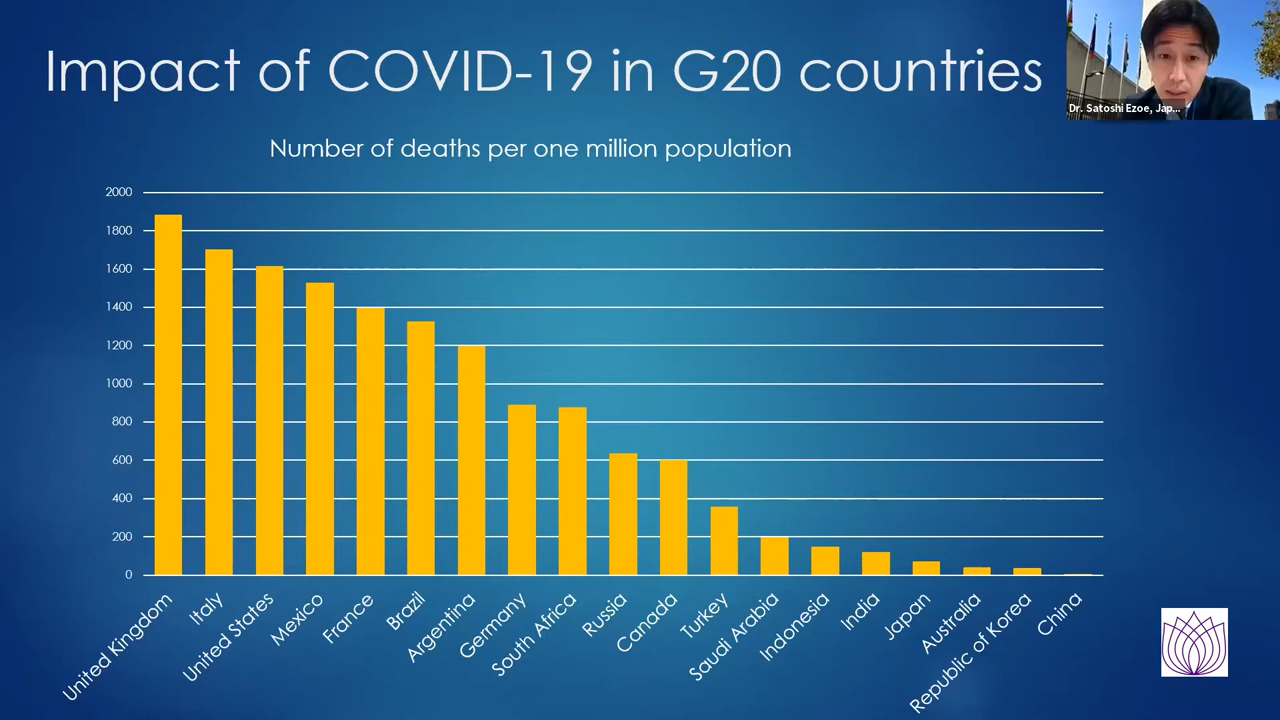 Impact of COVID-19 in G20 countries
Dr. Satoshi Ezoe, Jap...
Number of deaths per one million population
2000
1800
1600
1400
1200
1000
800
600
400
200
0
United Kingdom
Italy
United States
Mexico
France
Brazil
Argentina
Germany
South Africa
Russia
Canada
Turkey
Saudi Arabia
Indonesia
India
Japan
Australia
Republic of Korea
China